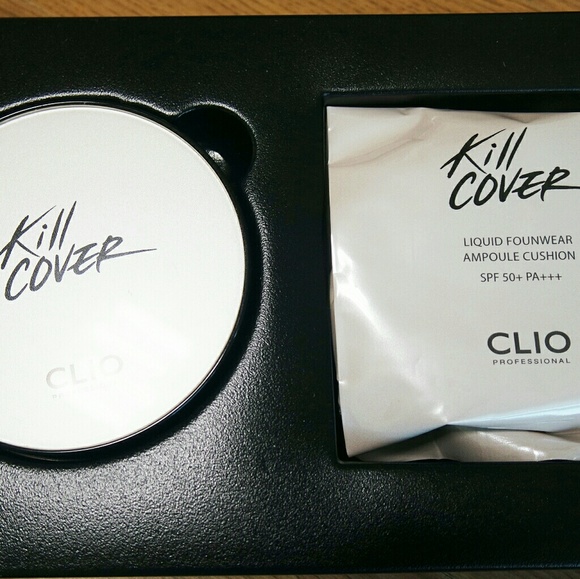 Kill
COVER
CLIO
Kill
COVER
LIQUID FOUNWEAR
AMPOULE CUSHION
SPF 50+ PA+++
CLIO
PROFESSIONAL